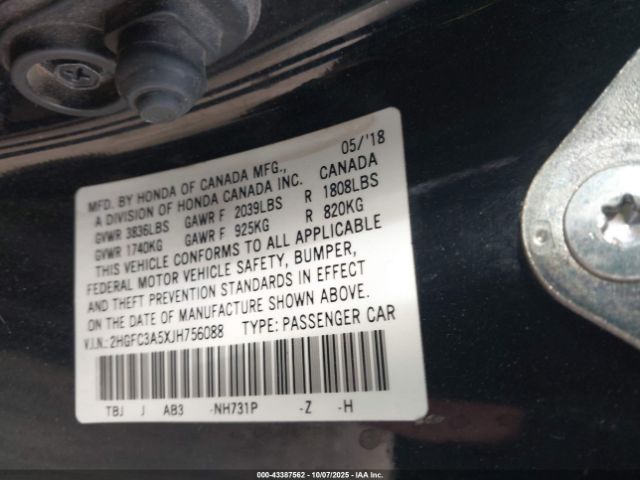 05/'18
MFD. BY HONDA OF CANADA MFG., CANADA
A DIVISION OF HONDA CANADA INC.
GVWR 3836LBS GAWR F 2039LBS R 1808LBS
GVWR 1740KG GAWR F 925KG R 820KG
THIS VEHICLE CONFORMS TO ALL APPLICABLE
FEDERAL MOTOR VEHICLE SAFETY, BUMPER,
AND THEFT PREVENTION STANDARDS IN EFFECT
ON THE DATE OF MANUFACTURE SHOWN ABOVE.
V.I.N.: 2HGFC3A5XJH756088 TYPE: PASSENGER CAR
TBJ J AB3 -NH731P -Z -H
000-43387562 | 10/07/2025 - IAA Inc.